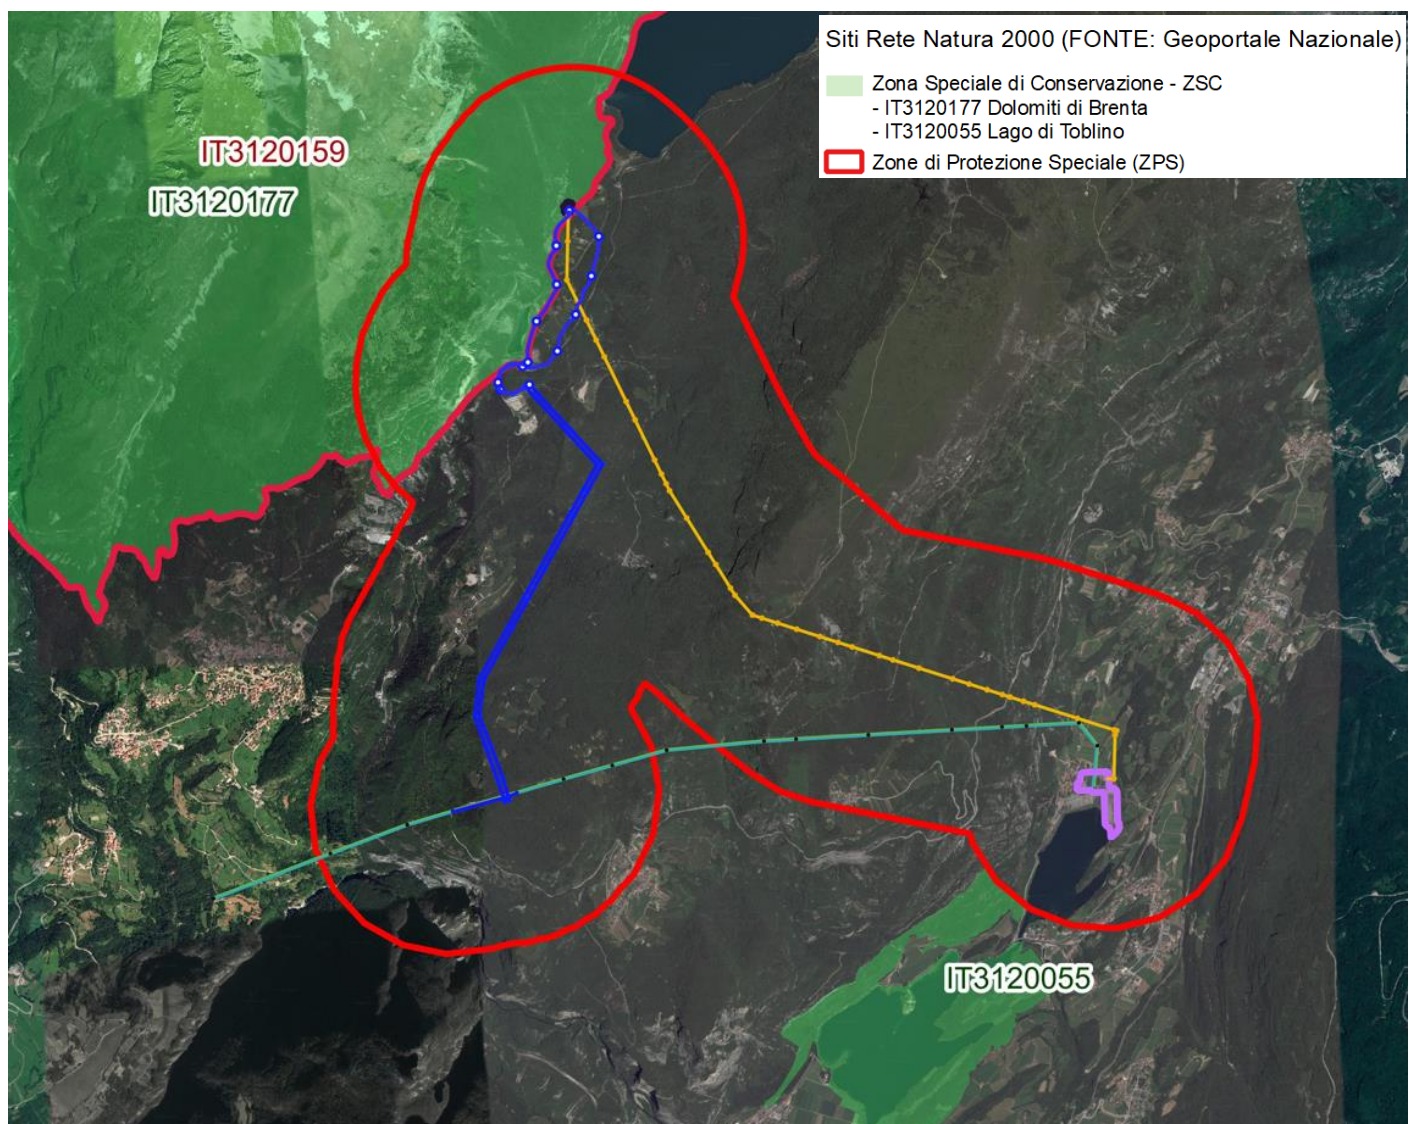 Siti Rete Natura 2000 (FONTE: Geoportale Nazionale)
Zona Speciale di Conservazione - ZSC
- IT3120177 Dolomiti di Brenta
- IT3120055 Lago di Toblino
Zone di Protezione Speciale (ZPS)
IT3120159
IT3120177
IT3120055